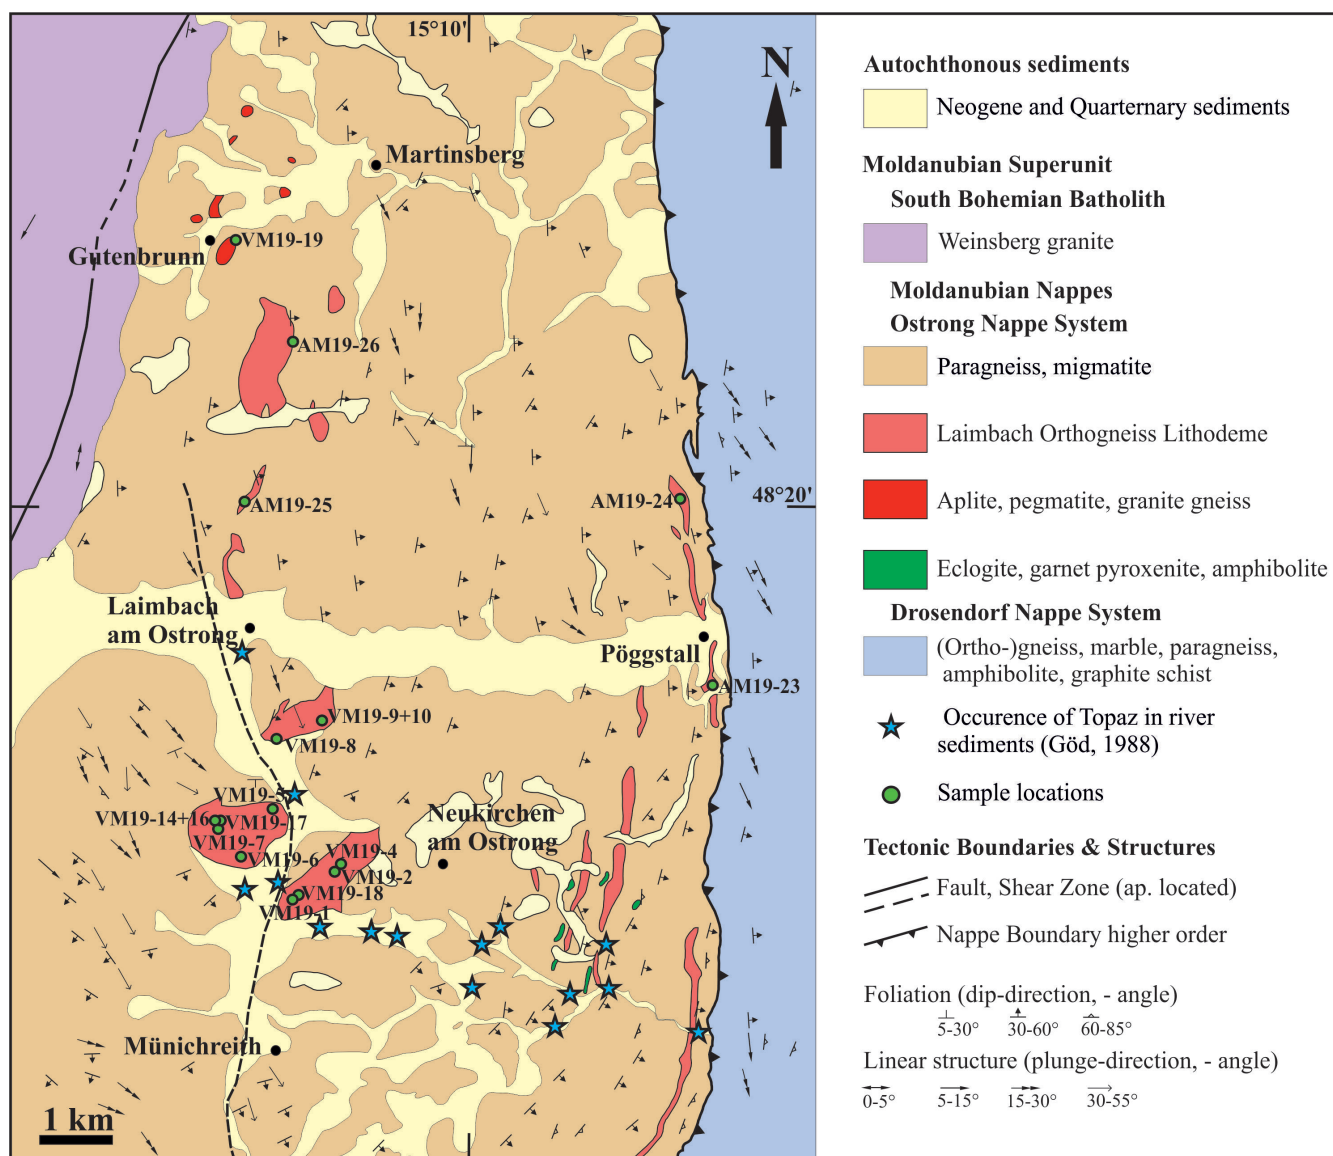 15°10'
N
Martinsberg
VM19-19
Gutenbrunn
AM19-26
AM19-25
AM19-24
48°20'
Laimbach
am Ostrong
Pöggstall
AM19-23
VM19-9+10
VM19-8
VM19-5
VM19-14+16
VM19-17
VM19-7
VM19-6
Neukirchen
am Ostrong
VM19-4
VM19-2
VM19-18
VM19-1
Münichreith
1 km
Autochthonous sediments
Neogene and Quarternary sediments
Moldanubian Superunit
South Bohemian Batholith
Weinsberg granite
Moldanubian Nappes
Ostrong Nappe System
Paragneiss, migmatite
Laimbach Orthogneiss Lithodeme
Aplite, pegmatite, granite gneiss
Eclogite, garnet pyroxenite, amphibolite
Drosendorf Nappe System
(Ortho-)gneiss, marble, paragneiss,
amphibolite, graphite schist
Occurence of Topaz in river
sediments (Göd, 1988)
Sample locations
Tectonic Boundaries & Structures
Fault, Shear Zone (ap. located)
Nappe Boundary higher order
Foliation (dip-direction, - angle)
5-30° 30-60° 60-85°
Linear structure (plunge-direction, - angle)
0-5° 5-15° 15-30° 30-55°